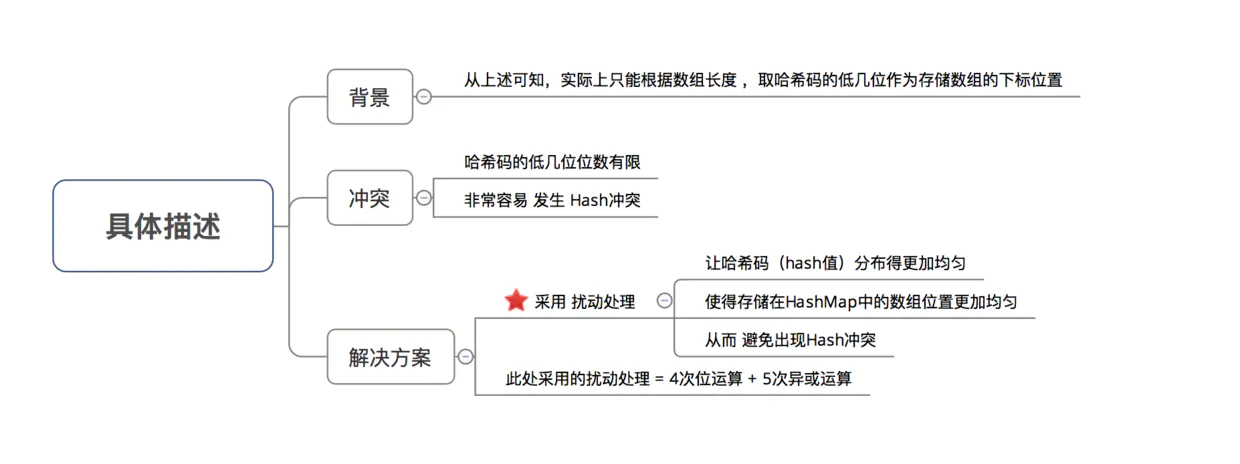 具体描述
背景
从上述可知，实际上只能根据数组长度 ，取哈希码的低几位作为存储数组的下标位置
冲突
哈希码的低几位位数有限
非常容易 发生 Hash冲突
解决方案
采用 扰动处理
让哈希码（hash值）分布得更加均匀
使得存储在HashMap中的数组位置更加均匀
从而 避免出现Hash冲突
此处采用的扰动处理 = 4次位运算 + 5次异或运算